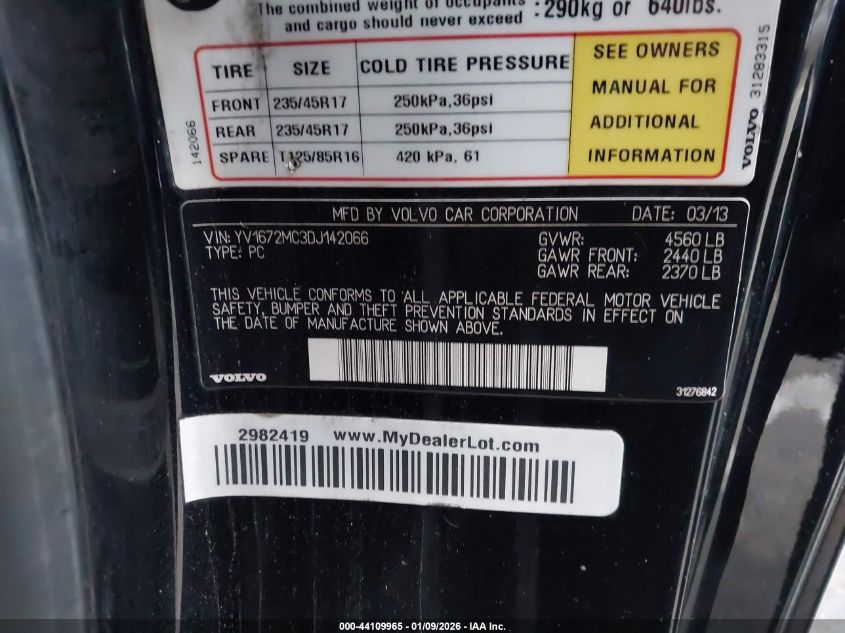 The combined weight of occupants : 290kg or 640lbs.
and cargo should never exceed
TIRE SIZE COLD TIRE PRESSURE
FRONT 235/45R17 250kPa,36psi
REAR 235/45R17 250kPa,36psi
SPARE T125/85R16 420 kPa, 61
SEE OWNERS
MANUAL FOR
ADDITIONAL
INFORMATION
142066
VOLVO 31283315
MFD BY VOLVO CAR CORPORATION DATE: 03/13
VIN: YV1672MC3DJ142066 GVWR: 4560 LB
TYPE: PC GAWR FRONT: 2440 LB
GAWR REAR: 2370 LB
THIS VEHICLE CONFORMS TO ALL APPLICABLE FEDERAL MOTOR VEHICLE
SAFETY, BUMPER AND THEFT PREVENTION STANDARDS IN EFFECT ON
THE DATE OF MANUFACTURE SHOWN ABOVE.
VOLVO 31276842
2982419 www.MyDealerLot.com
000-44109965 - 01/09/2026 - IAA Inc.